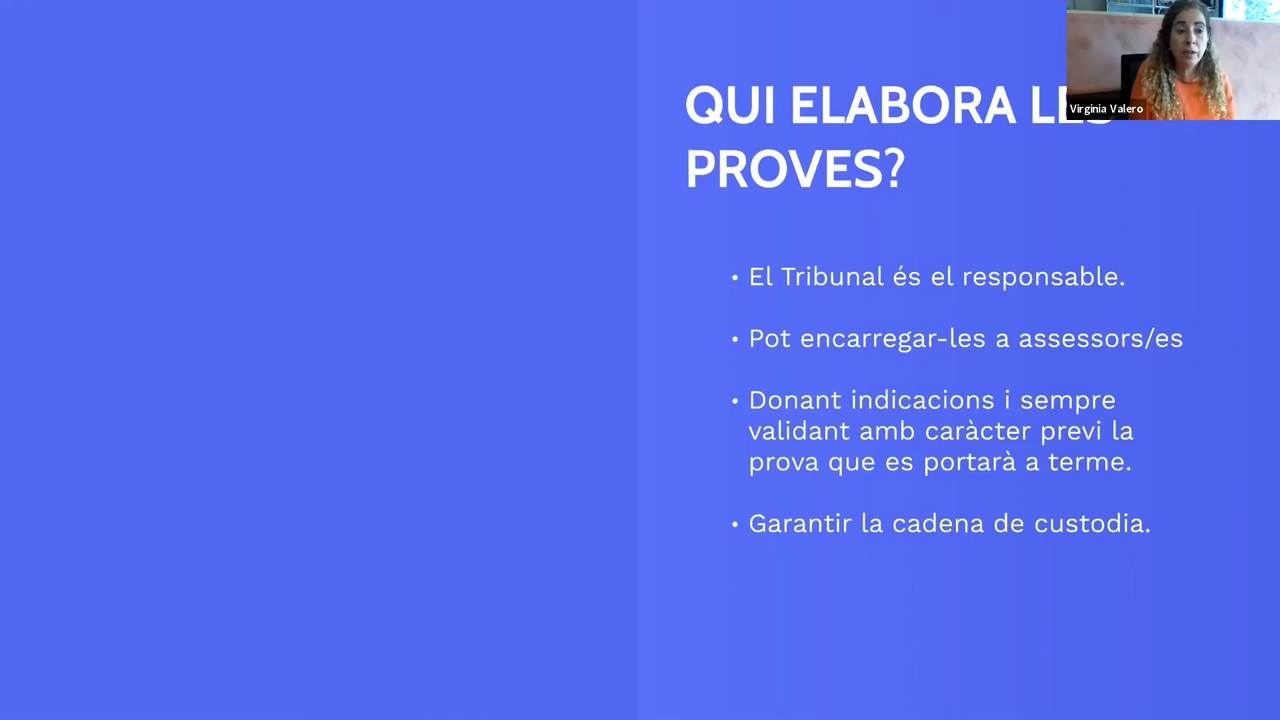 QUI ELABORA LES
PROVES?
Virginia Valero
• El Tribunal és el responsable.
• Pot encarregar-les a assessors/es
• Donant indicacions i sempre
validant amb caràcter previ la
prova que es portarà a terme.
• Garantir la cadena de custodia.